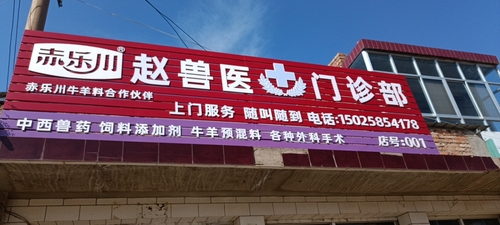 赤乐川®
赵兽医门诊部
赤乐川牛羊料合作伙伴
上门服务 随叫随到 电话:15025854178
中西兽药 饲料添加剂 牛羊预混料 各种外科手术 店号:001